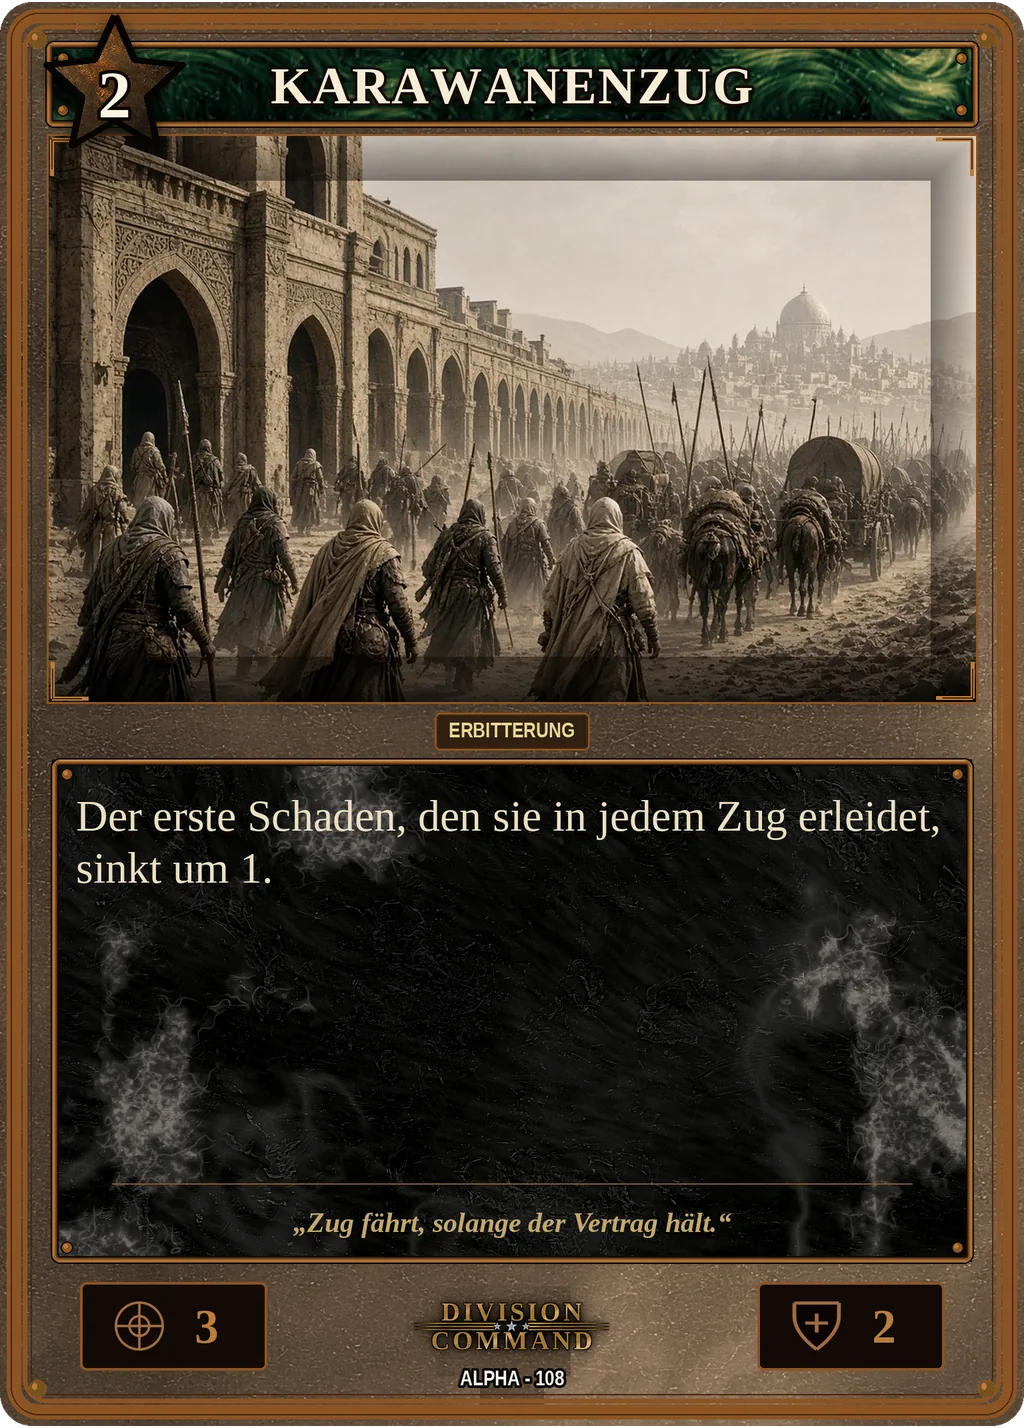 2
KARAWANENZUG
ERBITTERUNG
Der erste Schaden, den sie in jedem Zug erleidet,
sinkt um 1.
„Zug fährt, solange der Vertrag hält.“
3
DIVISION
COMMAND
2
ALPHA - 108